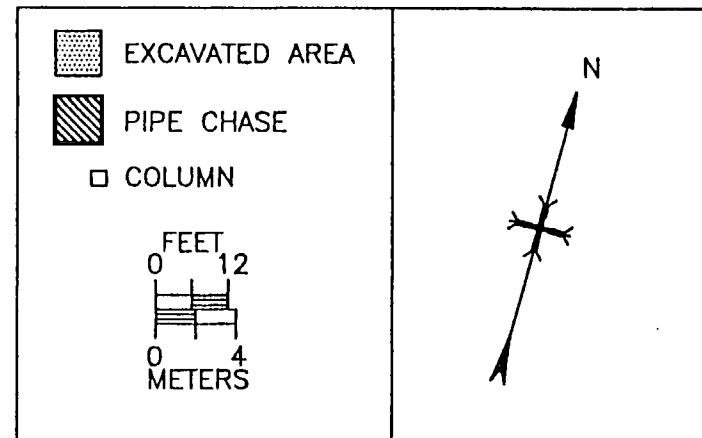 EXCAVATED AREA
PIPE CHASE
COLUMN
FEET
0 12
0 4
METERS
N